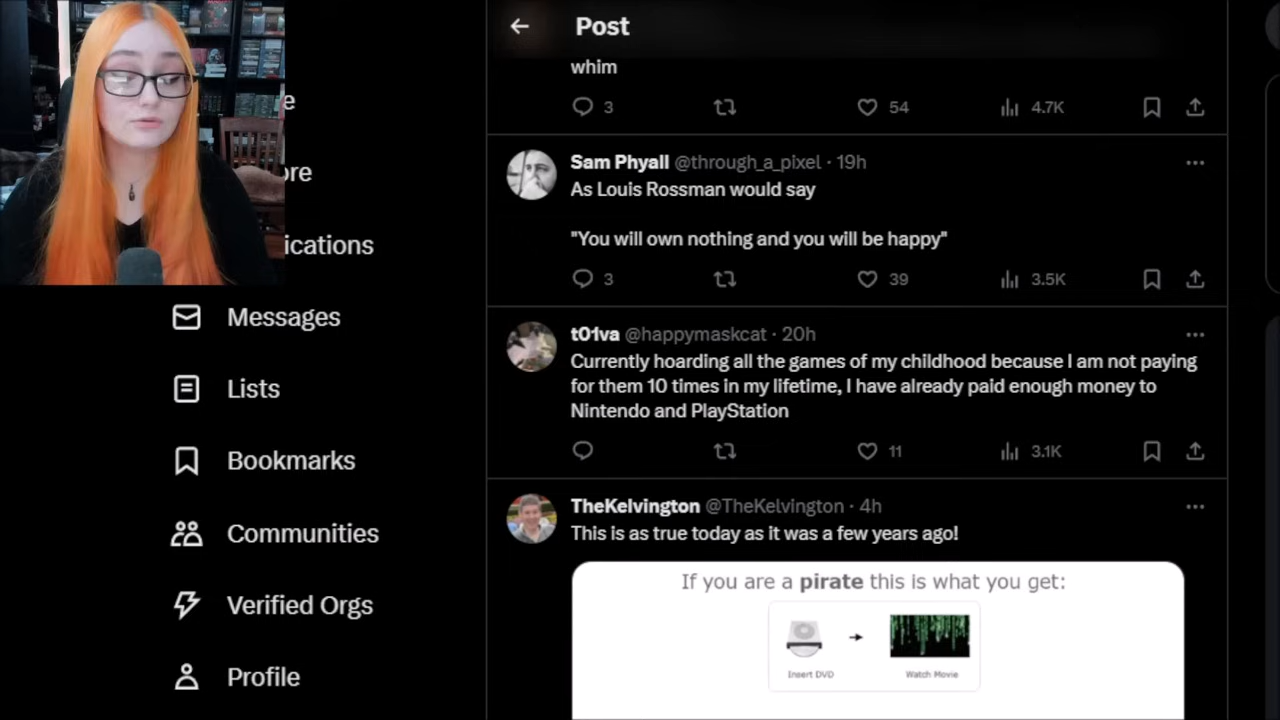 Post
whim
3
54
4.7K
Sam Phyall @through_a_pixel · 19h
As Louis Rossman would say
"You will own nothing and you will be happy"
3
39
3.5K
t01va @happymaskcat · 20h
Currently hoarding all the games of my childhood because I am not paying
for them 10 times in my lifetime, I have already paid enough money to
Nintendo and PlayStation
11
3.1K
TheKelvington @TheKelvington · 4h
This is as true today as it was a few years ago!
If you are a pirate this is what you get:
Insert DVD
Watch Movie
e
ore
ications
Messages
Lists
Bookmarks
Communities
Verified Orgs
Profile